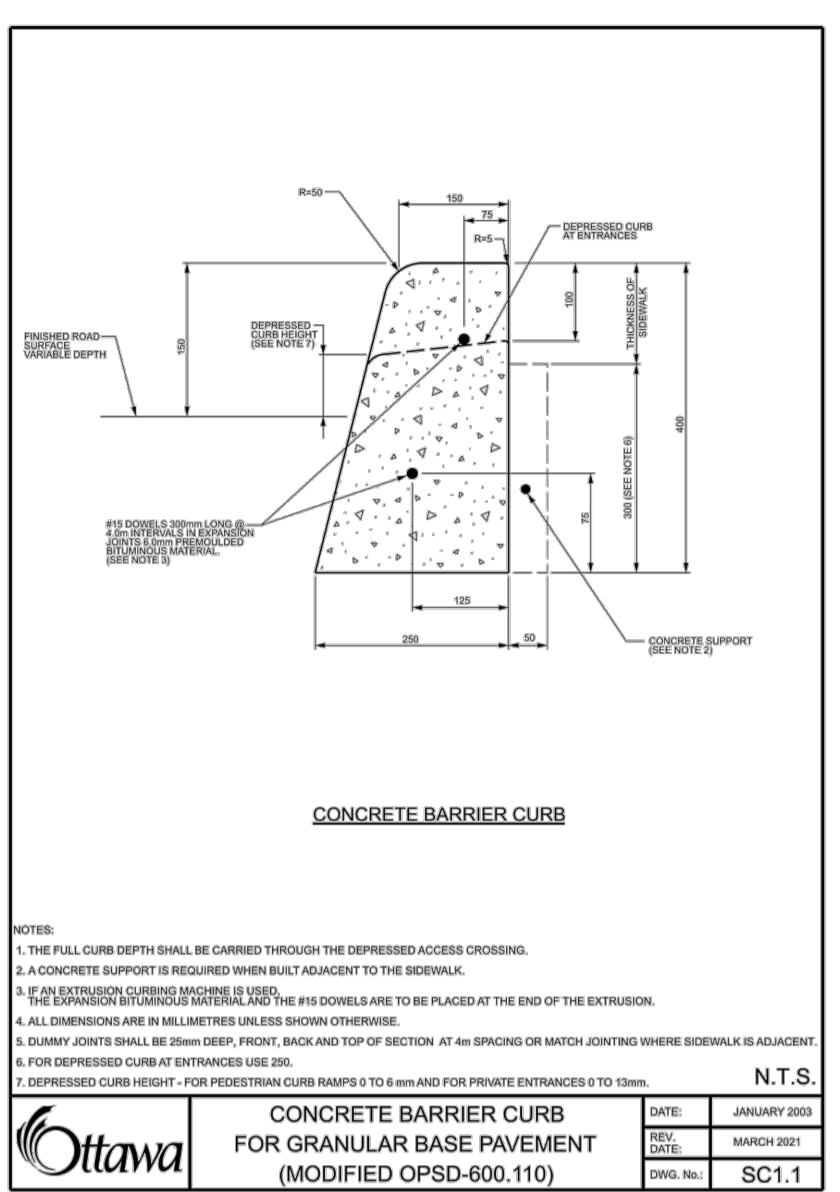 R=50
150
75
R=5
DEPRESSED CURB
AT ENTRANCES
150
DEPRESSED
CURB HEIGHT
(SEE NOTE 7)
FINISHED ROAD
SURFACE
VARIABLE DEPTH
100
THICKNESS OF
SIDEWALK
400
300 (SEE NOTE 6)
75
#15 DOWELS 300mm LONG @
4.0m INTERVALS IN EXPANSION
JOINTS 6.0mm PREMOULDED
BITUMINOUS MATERIAL.
(SEE NOTE 3)
125
250
50
CONCRETE SUPPORT
(SEE NOTE 2)
CONCRETE BARRIER CURB
NOTES:
1. THE FULL CURB DEPTH SHALL BE CARRIED THROUGH THE DEPRESSED ACCESS CROSSING.
2. A CONCRETE SUPPORT IS REQUIRED WHEN BUILT ADJACENT TO THE SIDEWALK.
3. IF AN EXTRUSION CURBING MACHINE IS USED,
THE EXPANSION BITUMINOUS MATERIAL AND THE #15 DOWELS ARE TO BE PLACED AT THE END OF THE EXTRUSION.
4. ALL DIMENSIONS ARE IN MILLIMETRES UNLESS SHOWN OTHERWISE.
5. DUMMY JOINTS SHALL BE 25mm DEEP, FRONT, BACK AND TOP OF SECTION AT 4m SPACING OR MATCH JOINTING WHERE SIDEWALK IS ADJACENT.
6. FOR DEPRESSED CURB AT ENTRANCES USE 250.
7. DEPRESSED CURB HEIGHT - FOR PEDESTRIAN CURB RAMPS 0 TO 6 mm AND FOR PRIVATE ENTRANCES 0 TO 13mm.
N.T.S.
Ottawa
CONCRETE BARRIER CURB
FOR GRANULAR BASE PAVEMENT
(MODIFIED OPSD-600.110)
DATE:
JANUARY 2003
REV.
DATE:
MARCH 2021
DWG. No.:
SC1.1